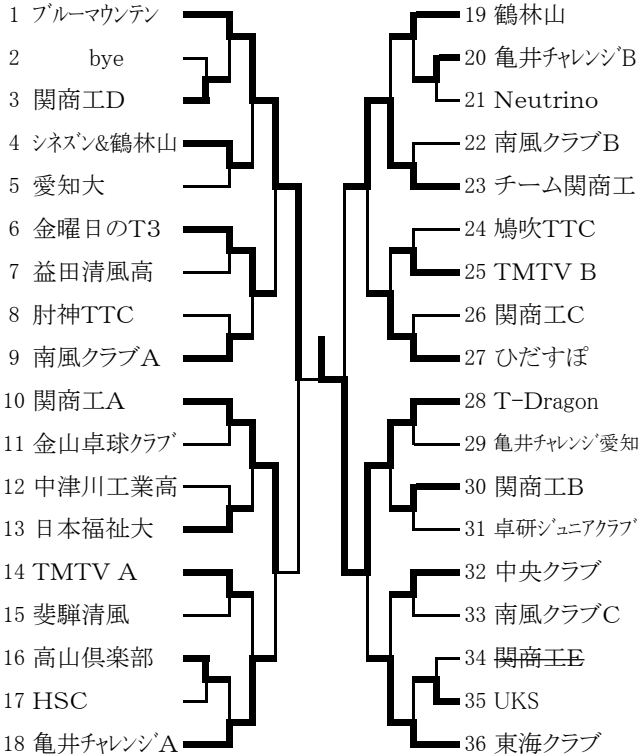 1 ブルーマウンテン
2 bye
3 関商工D
4 シネズン&鶴林山
5 愛知大
6 金曜日のT3
7 益田清風高
8 肘神TTC
9 南風クラブA
10 関商工A
11 金山卓球クラブ
12 中津川工業高
13 日本福祉大
14 TMTV A
15 斐騨清風
16 高山倶楽部
17 HSC
18 亀井チャレンジA
19 鶴林山
20 亀井チャレンジB
21 Neutrino
22 南風クラブB
23 チーム関商工
24 鳩吹TTC
25 TMTV B
26 関商工C
27 ひだすぽ
28 T-Dragon
29 亀井チャレンジ愛知
30 関商工B
31 卓研ジュニアクラブ
32 中央クラブ
33 南風クラブC
34 関商工E
35 UKS
36 東海クラブ